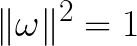 ‖ω‖² = 1